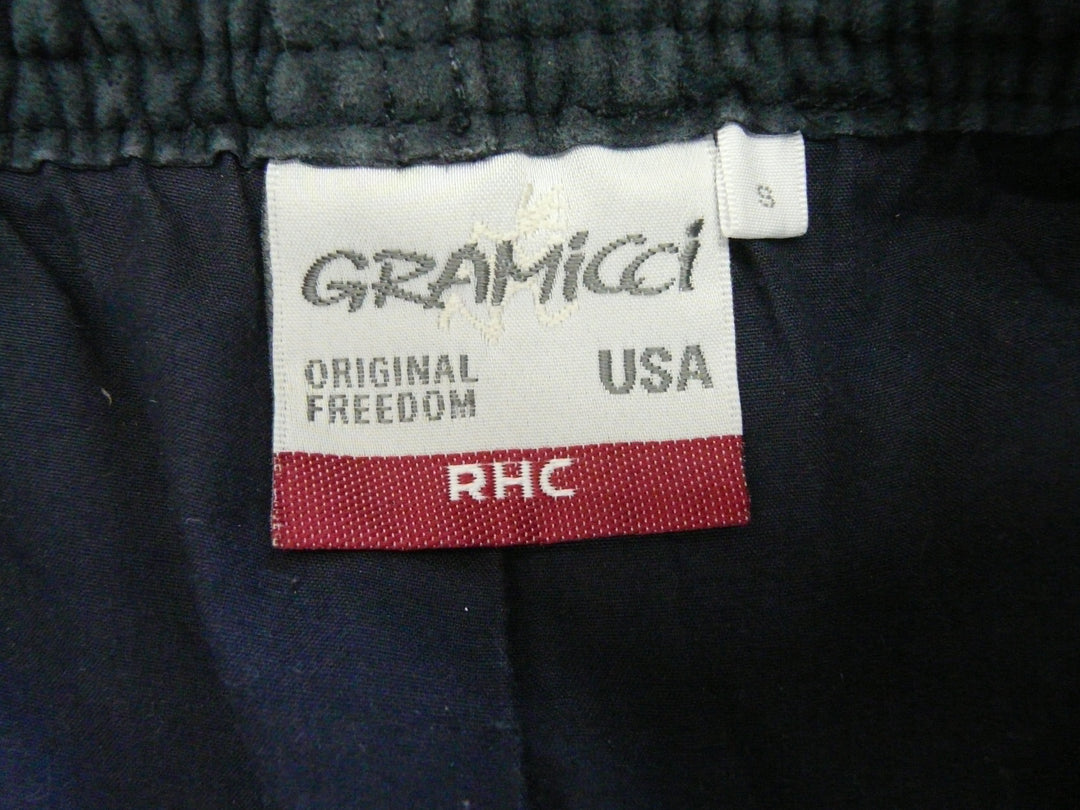 S
GRAMiCCi
ORIGINAL
FREEDOM
USA
RHC